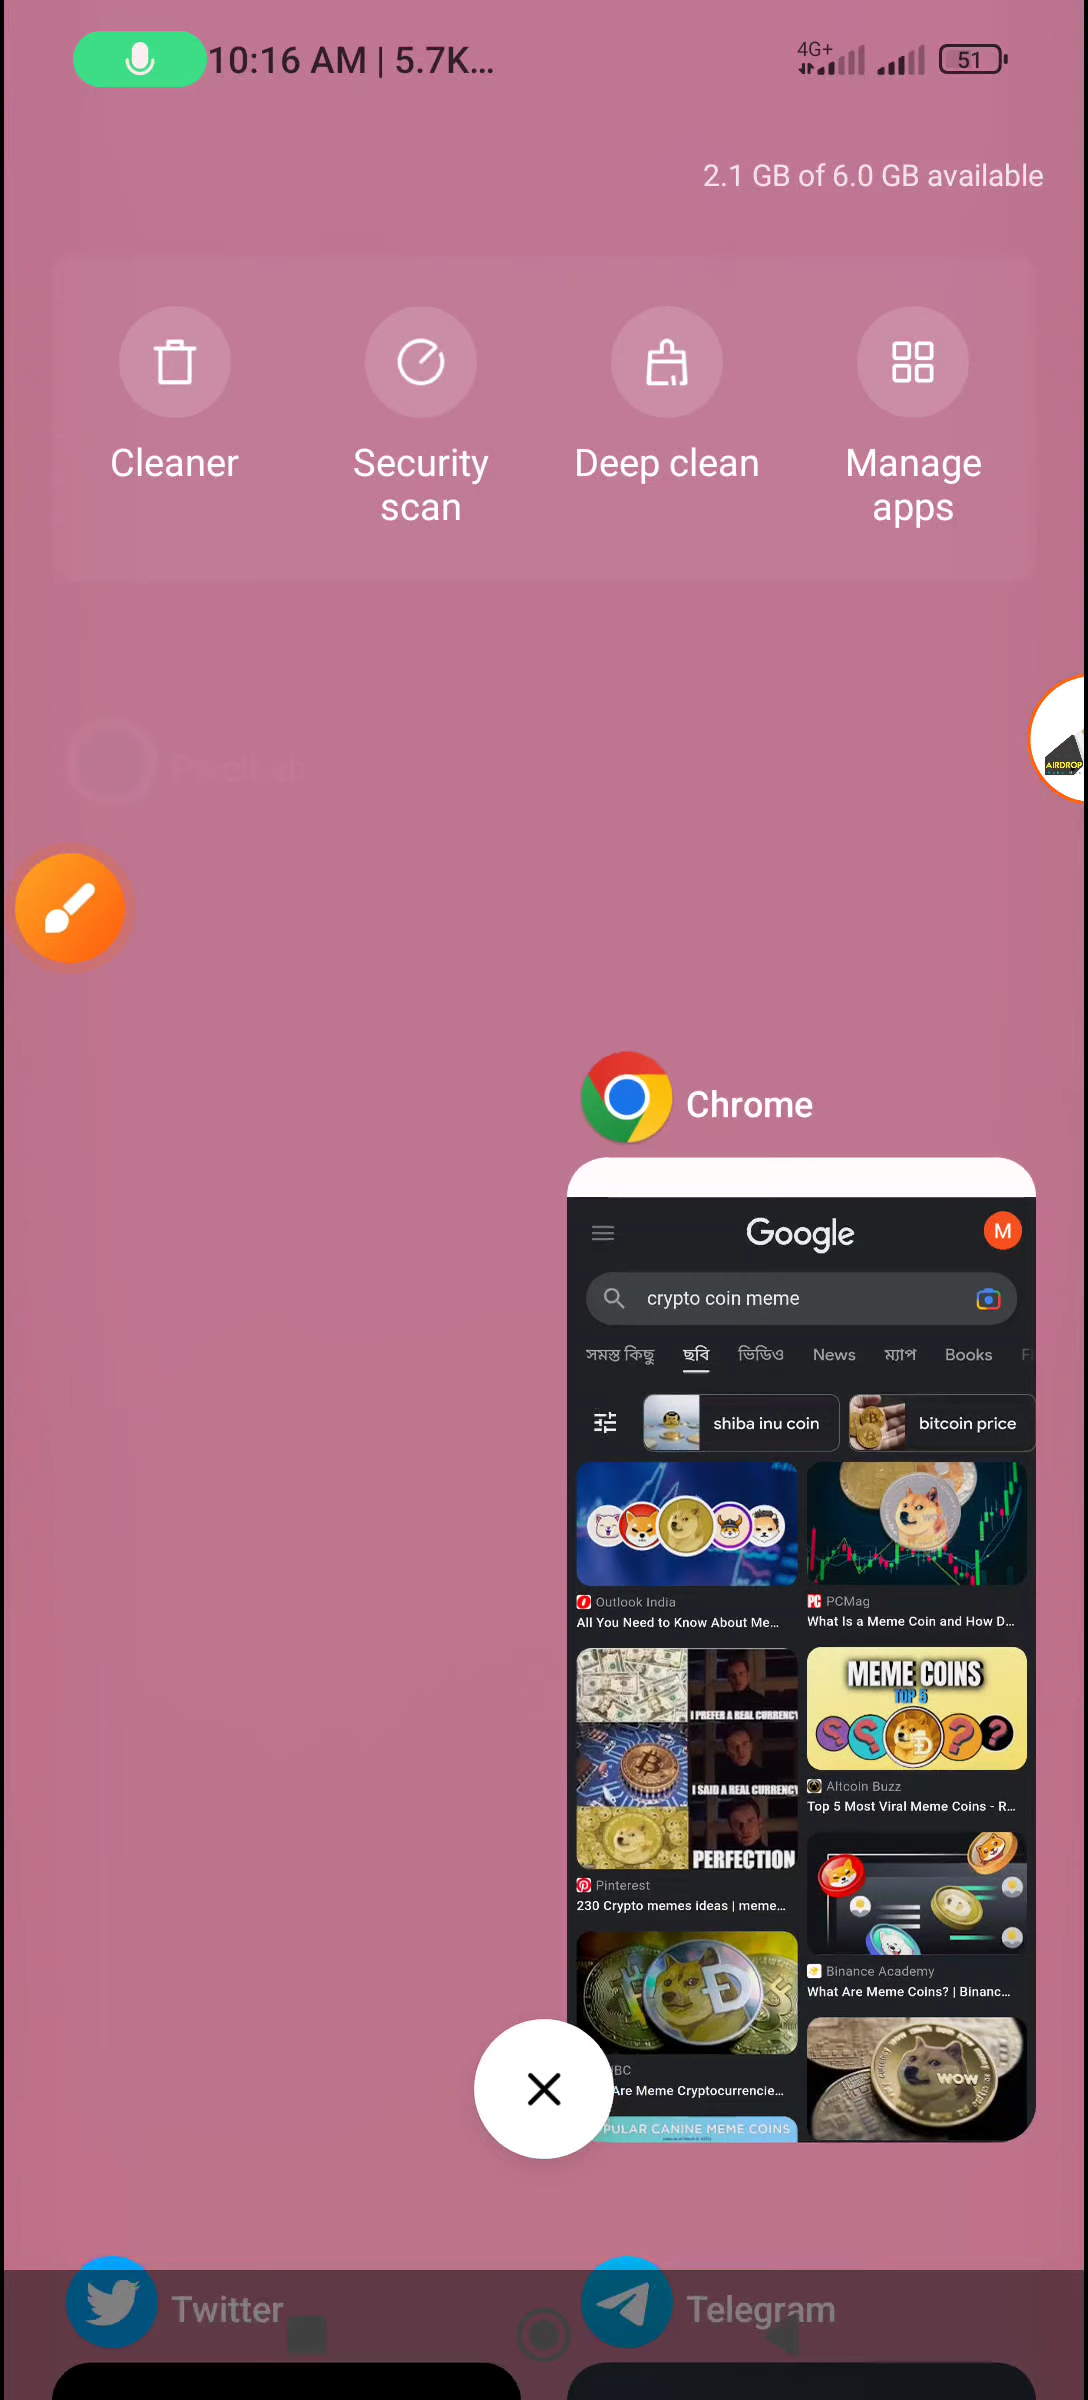 10:16 AM | 5.7K...
4G+
51
2.1 GB of 6.0 GB available
Cleaner
Security
scan
Deep clean
Manage
apps
AIRDROP
Chrome
Google
M
crypto coin meme
সমস্ত কিছু ছবি ভিডিও News ম্যাপ Books
shiba inu coin
bitcoin price
Outlook India
All You Need to Know About Me...
PCMag
What Is a Meme Coin and How D...
I PREFER A REAL CURRENCY
I SAID A REAL CURRENCY
PERFECTION
MEME COINS
TOP 5
Altcoin Buzz
Top 5 Most Viral Meme Coins - R...
Pinterest
230 Crypto memes ideas | meme...
Binance Academy
What Are Meme Coins? | Binanc...
WOW
Are Meme Cryptocurrencie...
CANINE MEME COINS
Twitter
Telegram